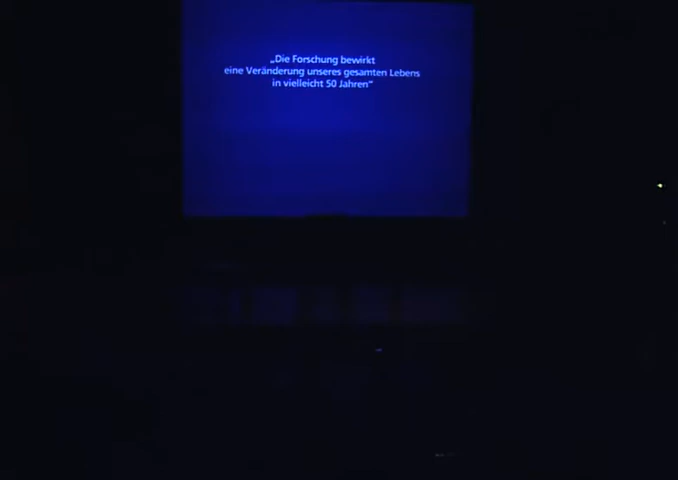 „Die Forschung bewirkt
eine Veränderung unseres gesamten Lebens
in vielleicht 50 Jahren“